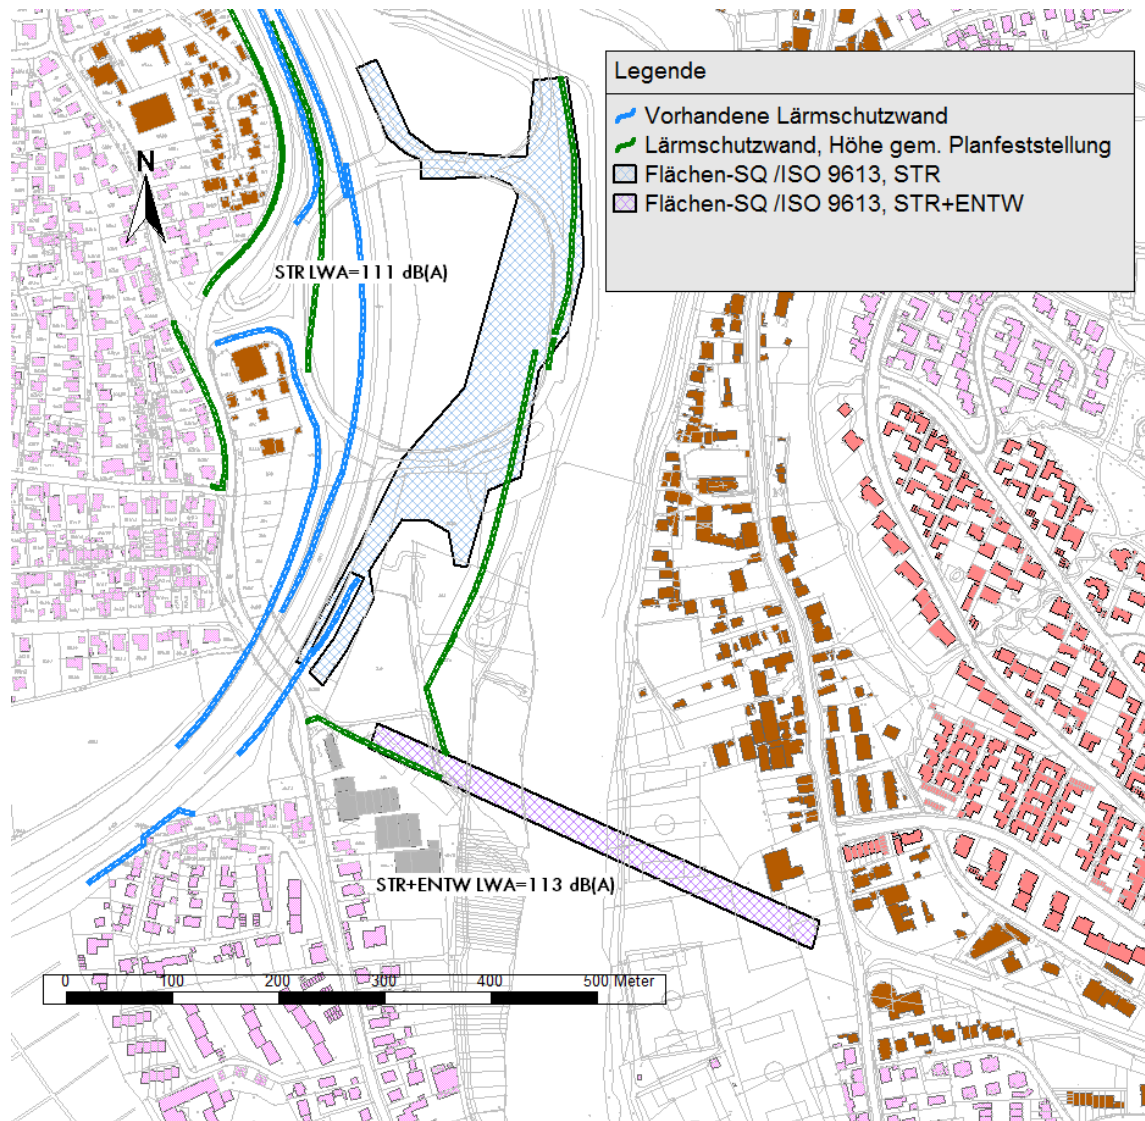 Legende
Vorhandene Lärmschutzwand
Lärmschutzwand, Höhe gem. Planfeststellung
Flächen-SQ /ISO 9613, STR
Flächen-SQ /ISO 9613, STR+ENTW
N
STR LWA=111 dB(A)
STR+ENTW LWA=113 dB(A)
0 100 200 300 400 500 Meter